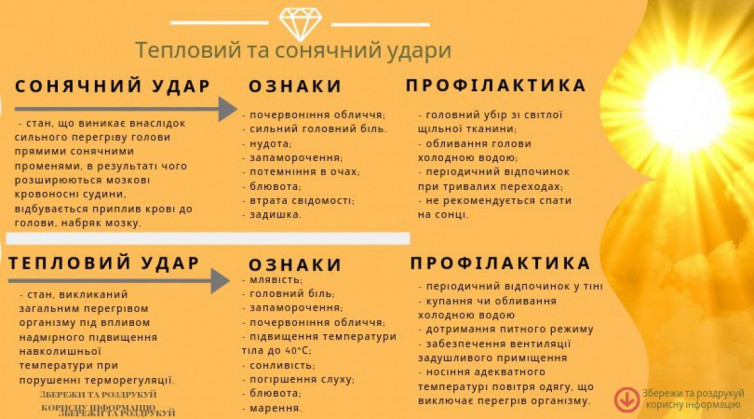 Тепловий та сонячний удари
СОНЯЧНИЙ УДАР
- стан, що виникає внаслідок
сильного перегріву голови
прямими сонячними
променями, в результаті чого
розширюються мозкові
кровоносні судини,
відбувається приплив крові до
голови, набряк мозку.
ОЗНАКИ
- почервоніння обличчя;
- сильний головний біль.
- нудота;
- запаморочення;
- потемніння в очах;
- блювота;
- втрата свідомості;
- задишка.
ПРОФІЛАКТИКА
- головний убір зі світлої
щільної тканини;
- обливання голови
холодною водою;
- періодичний відпочинок
при тривалих переходах;
- не рекомендується спати
на сонці.
ТЕПЛОВИЙ УДАР
- стан, викликаний
загальним перегрівом
організму під впливом
надмірного підвищення
навколишньої
температури при
порушенні терморегуляції.
ОЗНАКИ
- млявість;
- головний біль;
- запаморочення;
- почервоніння обличчя;
- підвищення температури
тіла до 40°С;
- сонливість;
- погіршення слуху;
- блювота;
- марення.
ПРОФІЛАКТИКА
- періодичний відпочинок у тіні
- купання чи обливання
холодною водою
- дотримання питного режиму
- забезпечення вентиляції
задушливого приміщення
- носіння адекватного
температурі повітря одягу, що
виключає перегрів організму.
Збережи та роздрукуй
корисну інформацію
Збережи та роздрукуй
Збережи та роздрукуй
корисну інформацію